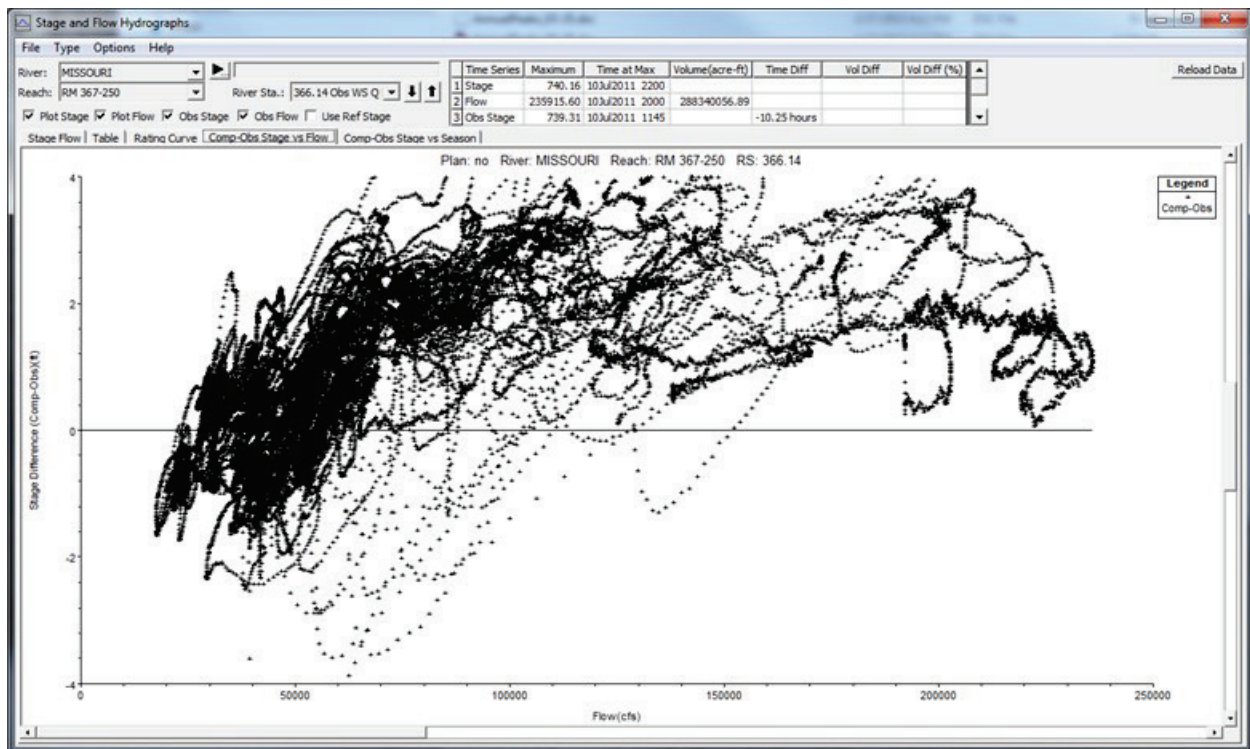 Stage and Flow Hydrographs
File Type Options Help
River: MISSOURI
Reach: RM 367-250 River Sta.: 366.14 Obs WS Q
Plot Stage Plot Flow Obs Stage Obs Flow Use Ref Stage
Time Series Maximum Time at Max Volume(acre-ft) Time Diff Vol Diff Vol Diff (%)
1 Stage 740.16 10Jul2011 2200
2 Flow 235915.60 10Jul2011 2000 288340056.89
3 Obs Stage 739.31 10Jul2011 1145 -10.25 hours
Reload Data
Stage Flow Table Rating Curve Comp-Obs Stage vs Flow Comp-Obs Stage vs Season
Plan: no River: MISSOURI Reach: RM 367-250 RS: 366.14
Legend
Comp-Obs
Stage Difference (Comp-Obs)(ft)
4
2
0
-2
-4
0 50000 100000 150000 200000 250000
Flow(cfs)